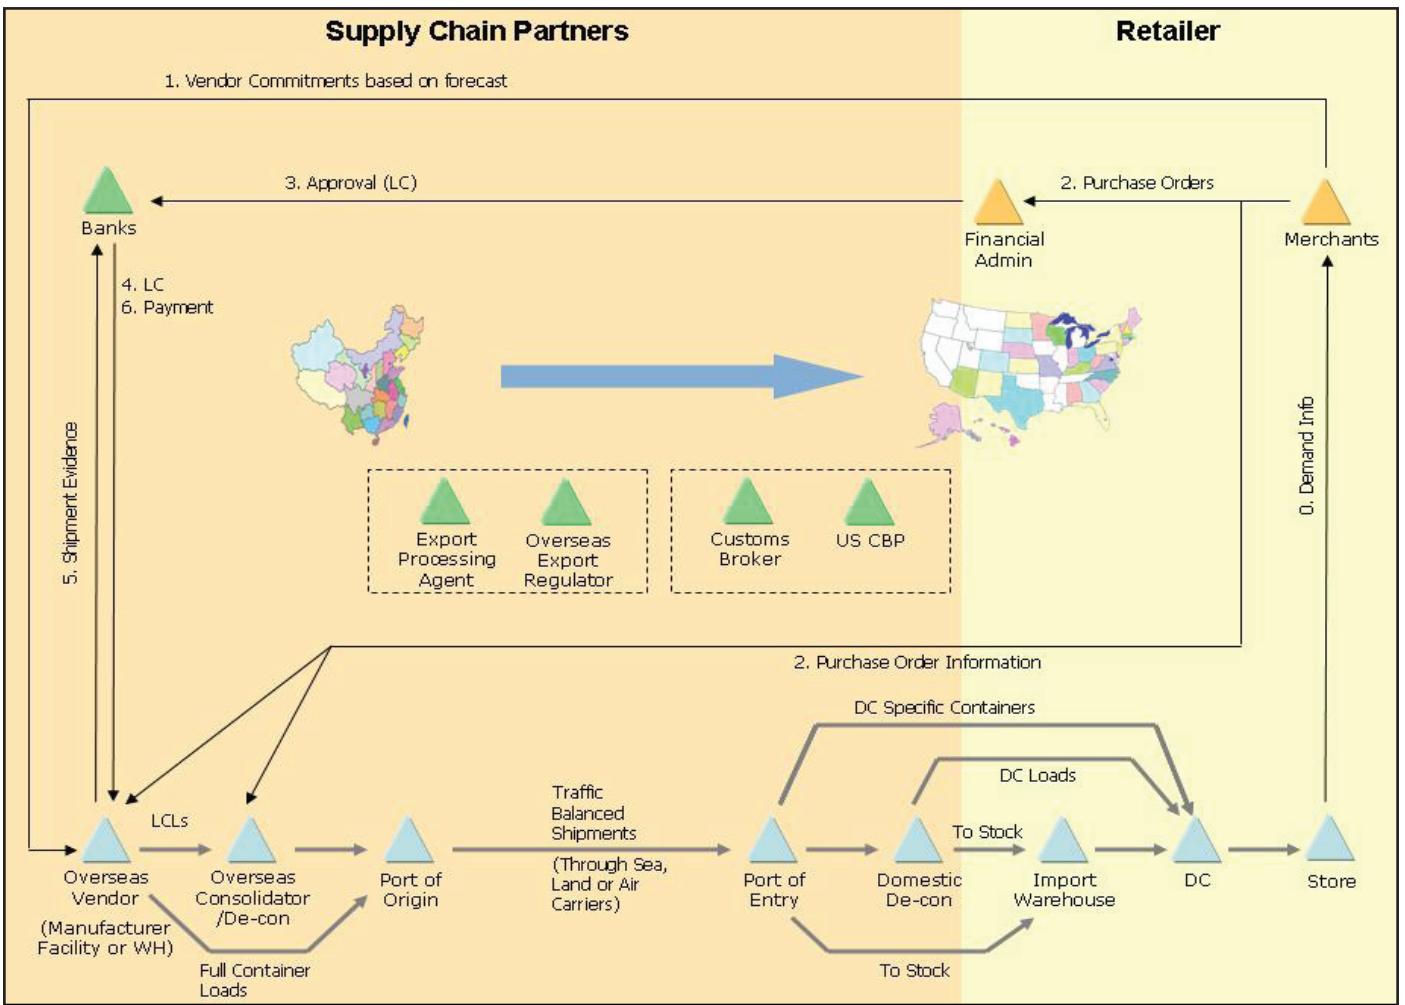 Supply Chain Partners
Retailer
1. Vendor Commitments based on forecast
3. Approval (LC)
2. Purchase Orders
Banks
Financial
Admin
Merchants
4. LC
6. Payment
5. Shipment Evidence
0. Demand Info
Export
Processing
Agent
Overseas
Export
Regulator
Customs
Broker
US CBP
2. Purchase Order Information
DC Specific Containers
DC Loads
LCLs
Traffic
Balanced
Shipments
(Through Sea,
Land or Air
Carriers)
To Stock
Overseas
Vendor
(Manufacturer
Facility or WH)
Overseas
Consolidator
/De-con
Port of
Origin
Port of
Entry
Domestic
De-con
Import
Warehouse
DC
Store
Full Container
Loads
To Stock